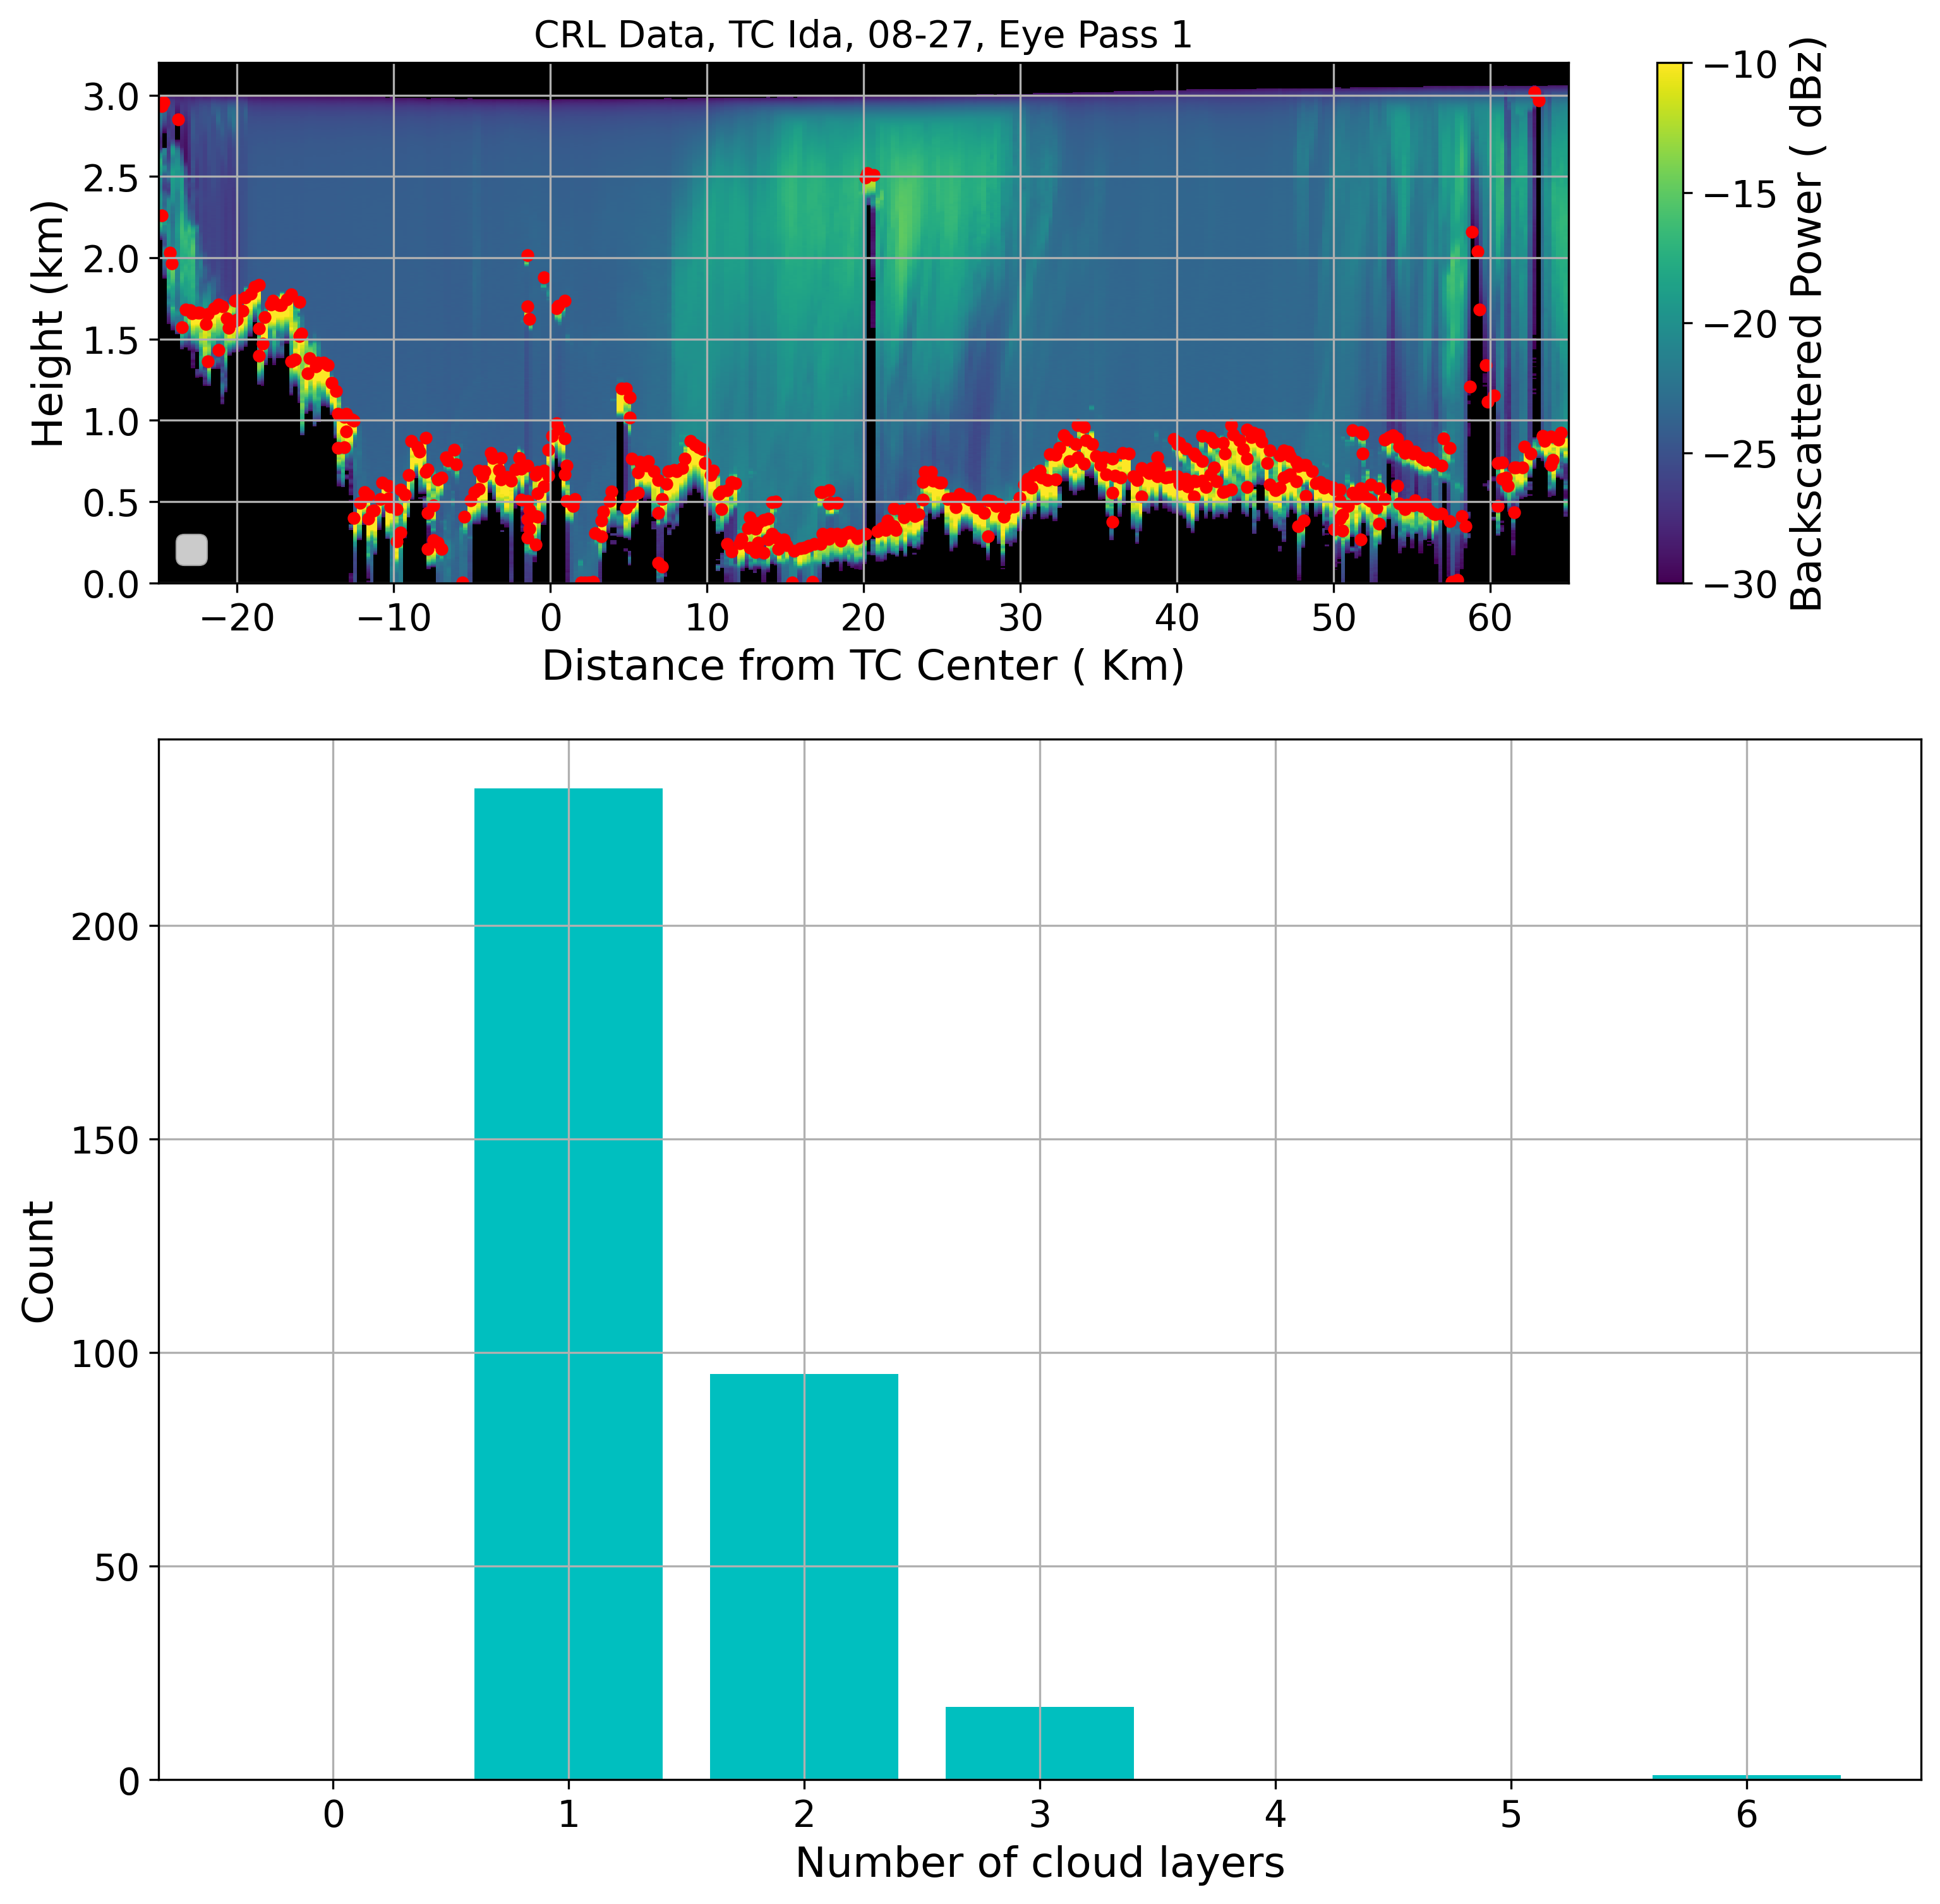 CRL Data, TC Ida, 08-27, Eye Pass 1
Height (km)
3.0
2.5
2.0
1.5
1.0
0.5
0.0
−20 −10 0 10 20 30 40 50 60
Distance from TC Center ( Km)
−10
−15
−20
−25
−30
Backscattered Power ( dBz)
Count
200
150
100
50
0
0 1 2 3 4 5 6
Number of cloud layers